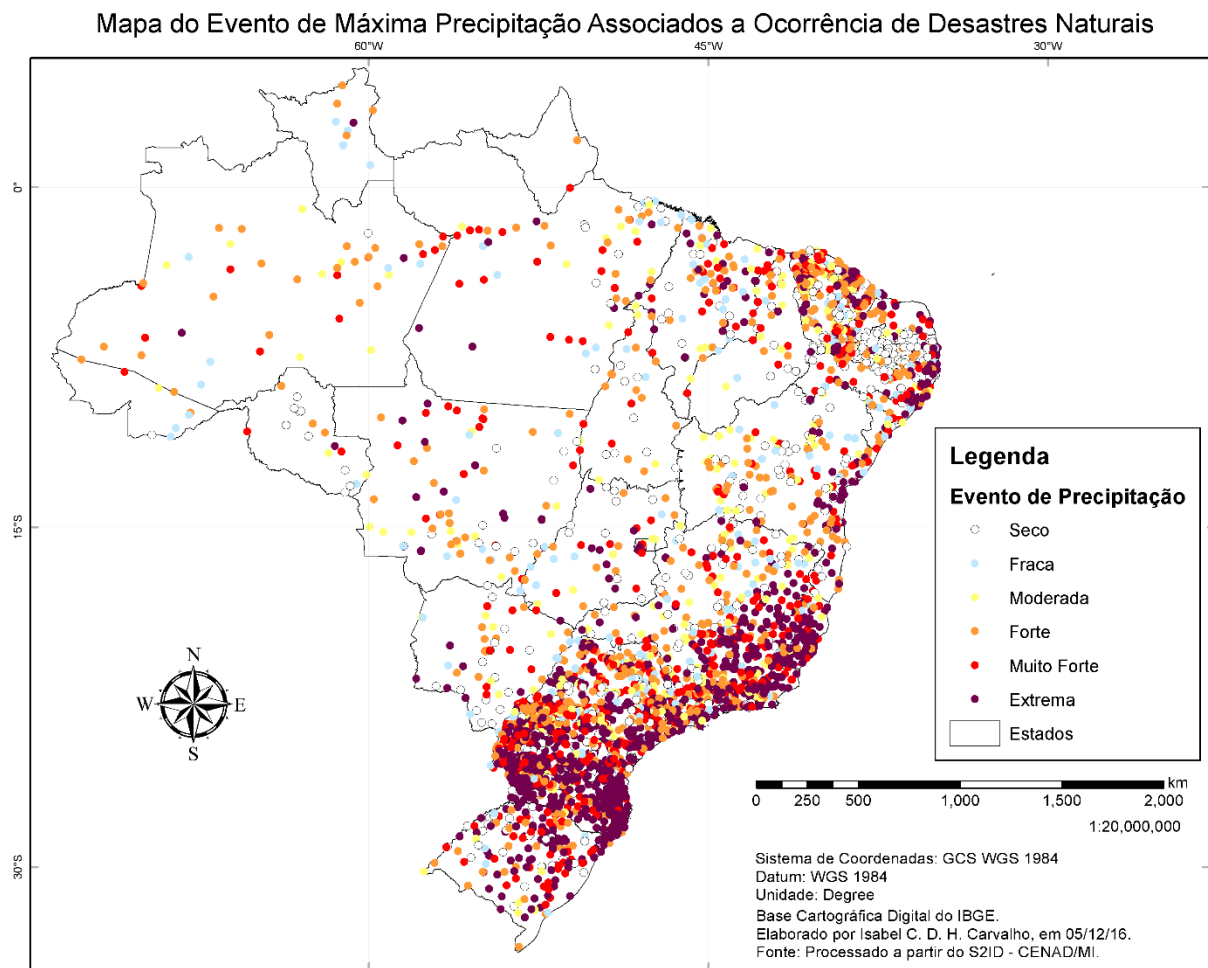 Mapa do Evento de Máxima Precipitação Associados a Ocorrência de Desastres Naturais
60°W
45°W
30°W
0°
15°S
30°S
N
W
E
S
Legenda
Evento de Precipitação
Seco
Fraca
Moderada
Forte
Muito Forte
Extrema
Estados
km
0 250 500 1,000 1,500 2,000
1:20,000,000
Sistema de Coordenadas: GCS WGS 1984
Datum: WGS 1984
Unidade: Degree
Base Cartográfica Digital do IBGE.
Elaborado por Isabel C. D. H. Carvalho, em 05/12/16.
Fonte: Processado a partir do S2ID - CENAD/MI.